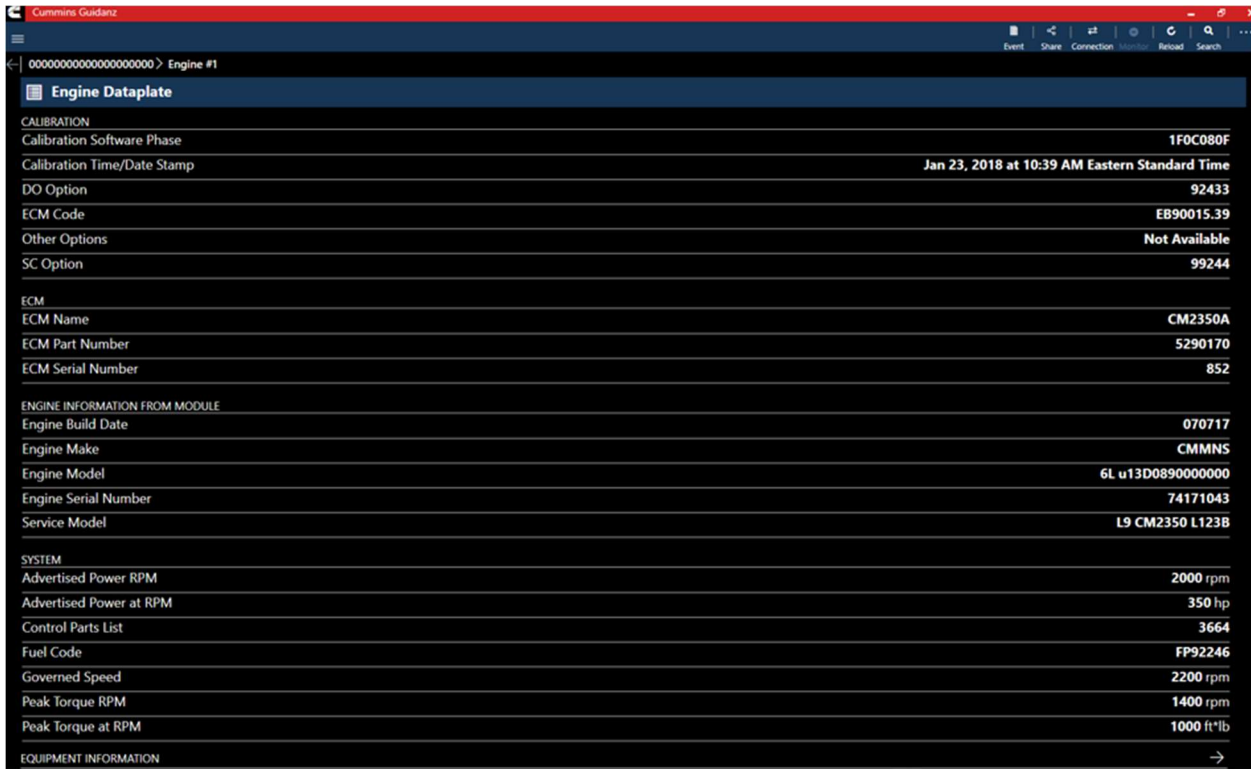 Cummins Guidanz
Event Share Connection Monitor Reload Search
00000000000000000000 > Engine #1
Engine Dataplate
CALIBRATION
Calibration Software Phase 1F0C080F
Calibration Time/Date Stamp Jan 23, 2018 at 10:39 AM Eastern Standard Time
DO Option 92433
ECM Code EB90015.39
Other Options Not Available
SC Option 99244
ECM
ECM Name CM2350A
ECM Part Number 5290170
ECM Serial Number 852
ENGINE INFORMATION FROM MODULE
Engine Build Date 070717
Engine Make CMMNS
Engine Model 6L u13D0890000000
Engine Serial Number 74171043
Service Model L9 CM2350 L123B
SYSTEM
Advertised Power RPM 2000 rpm
Advertised Power at RPM 350 hp
Control Parts List 3664
Fuel Code FP92246
Governed Speed 2200 rpm
Peak Torque RPM 1400 rpm
Peak Torque at RPM 1000 ft*lb
EQUIPMENT INFORMATION